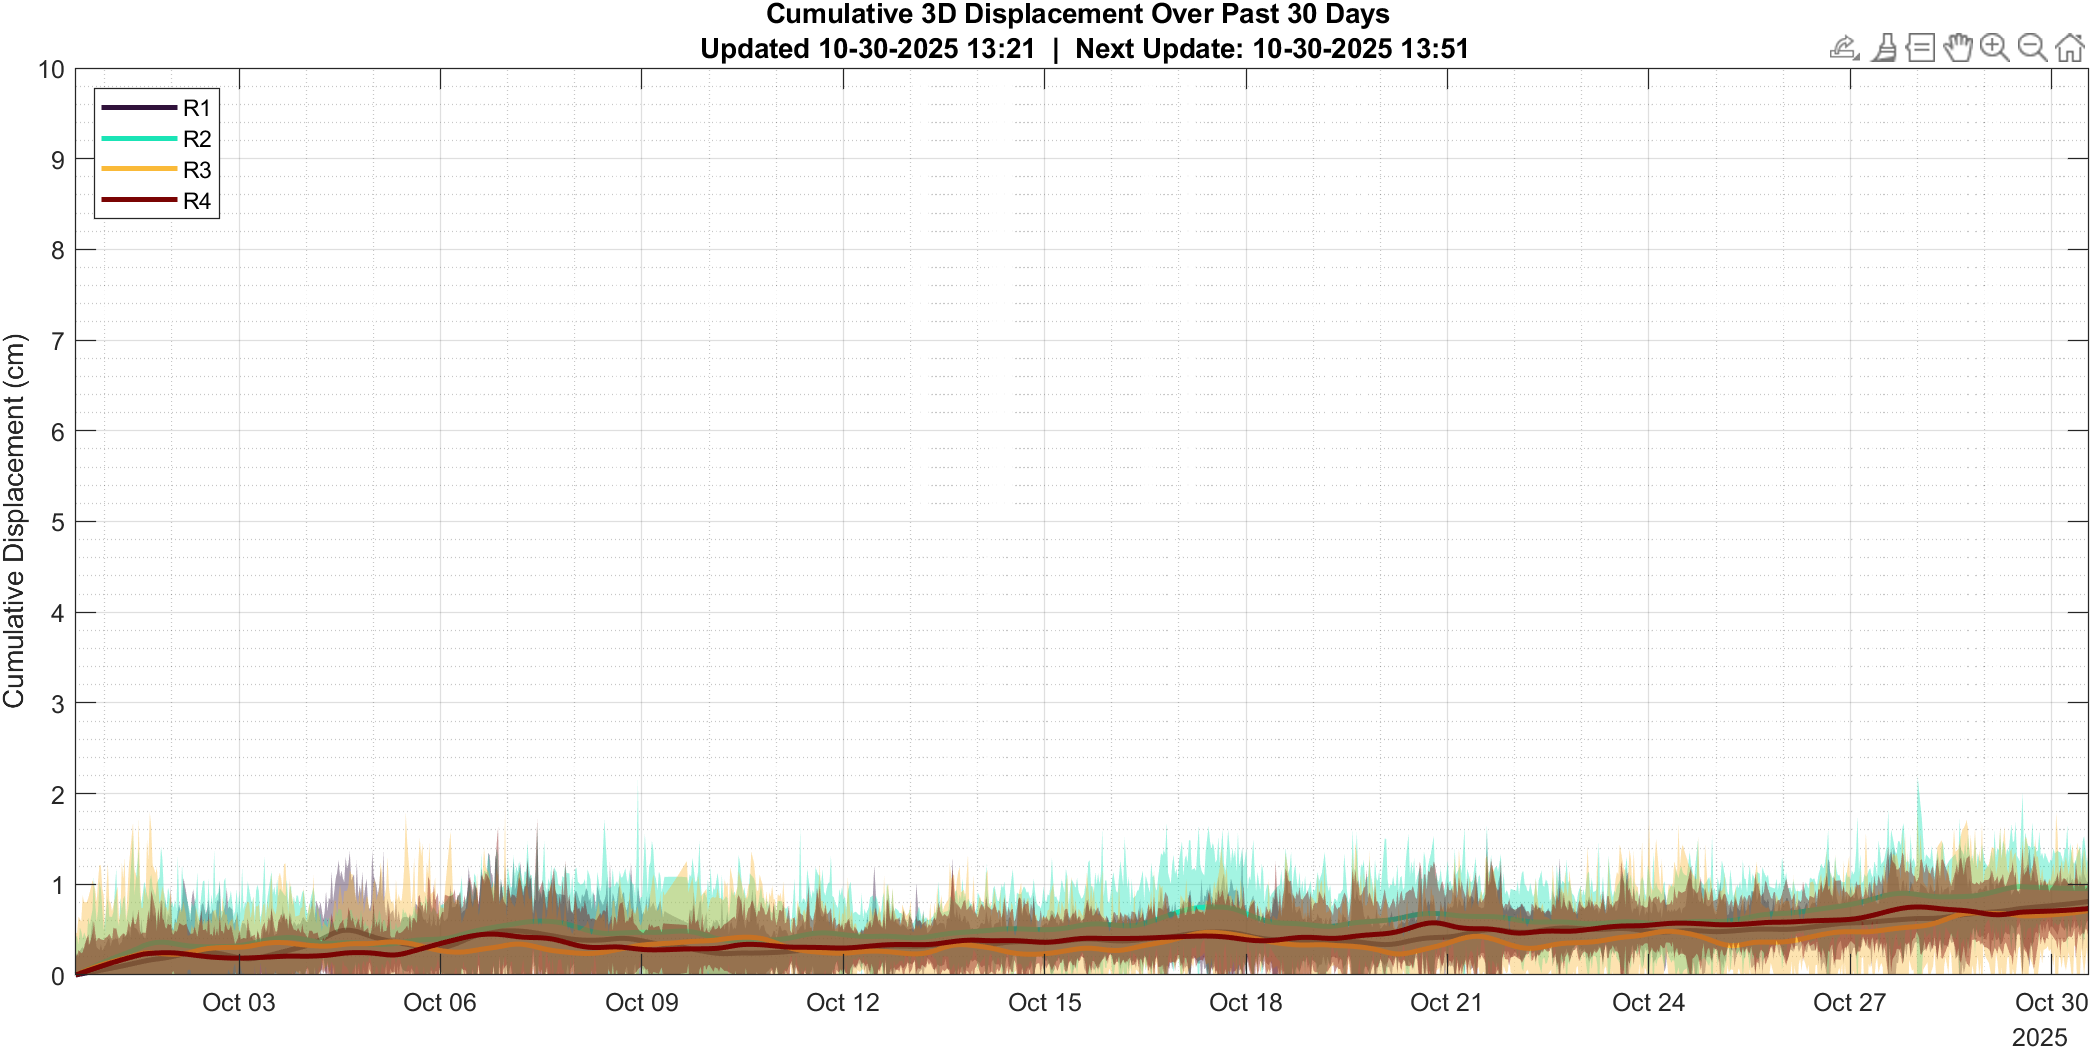 Cumulative 3D Displacement Over Past 30 Days
Updated 10-30-2025 13:21 | Next Update: 10-30-2025 13:51
R1
R2
R3
R4
Cumulative Displacement (cm)
10
9
8
7
6
5
4
3
2
1
0
Oct 03
Oct 06
Oct 09
Oct 12
Oct 15
Oct 18
Oct 21
Oct 24
Oct 27
Oct 30
2025